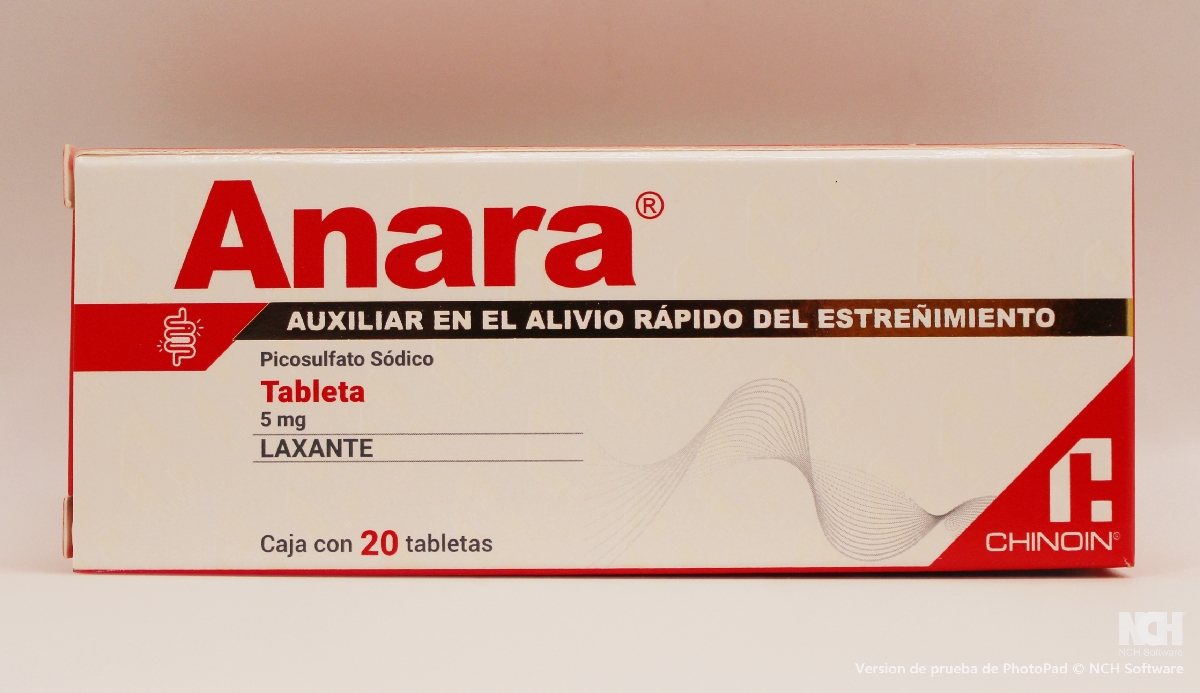 Anara®
AUXILIAR EN EL ALIVIO RÁPIDO DEL ESTREÑIMIENTO
Picosulfato Sódico
Tableta
5 mg
LAXANTE
Caja con 20 tabletas
CHINOIN®
NCH
NCH Software
Version de prueba de PhotoPad © NCH Software